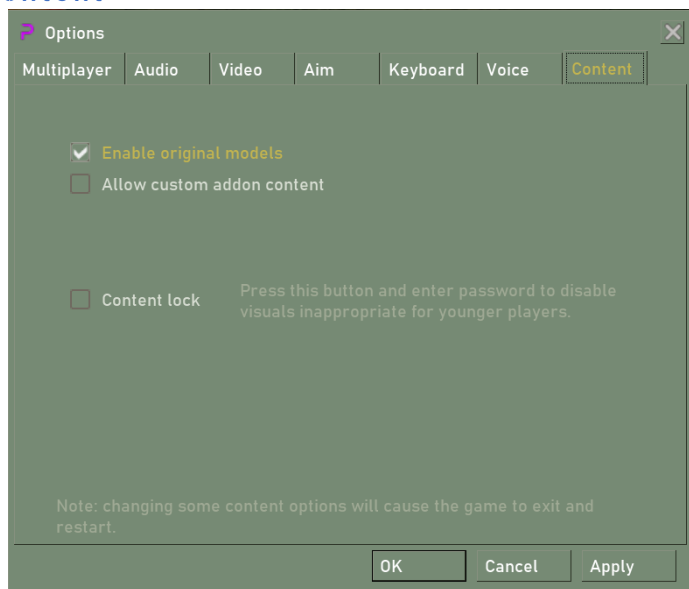 Options
Multiplayer Audio Video Aim Keyboard Voice Content
Enable original models
Allow custom addon content
Content lock
Press this button and enter password to disable
visuals inappropriate for younger players.
Note: changing some content options will cause the game to exit and
restart.
OK Cancel Apply